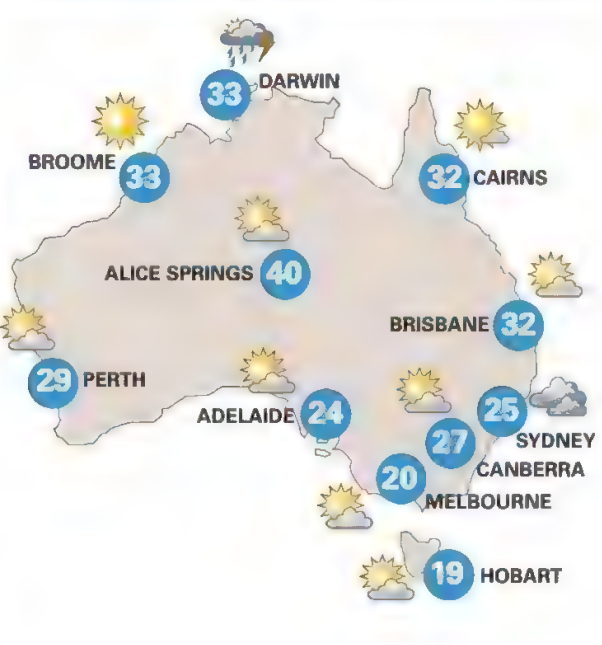 DARWIN
33
BROOME
33
32 CAIRNS
ALICE SPRINGS 40
BRISBANE 32
29 PERTH
ADELAIDE 24
25
SYDNEY
27
CANBERRA
20
MELBOURNE
19 HOBART